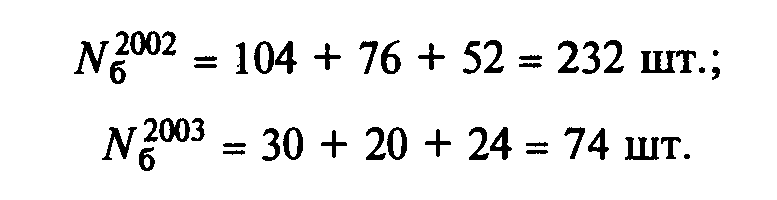 N_б^2002 = 104 + 76 + 52 = 232 шт.;
N_б^2003 = 30 + 20 + 24 = 74 шт.